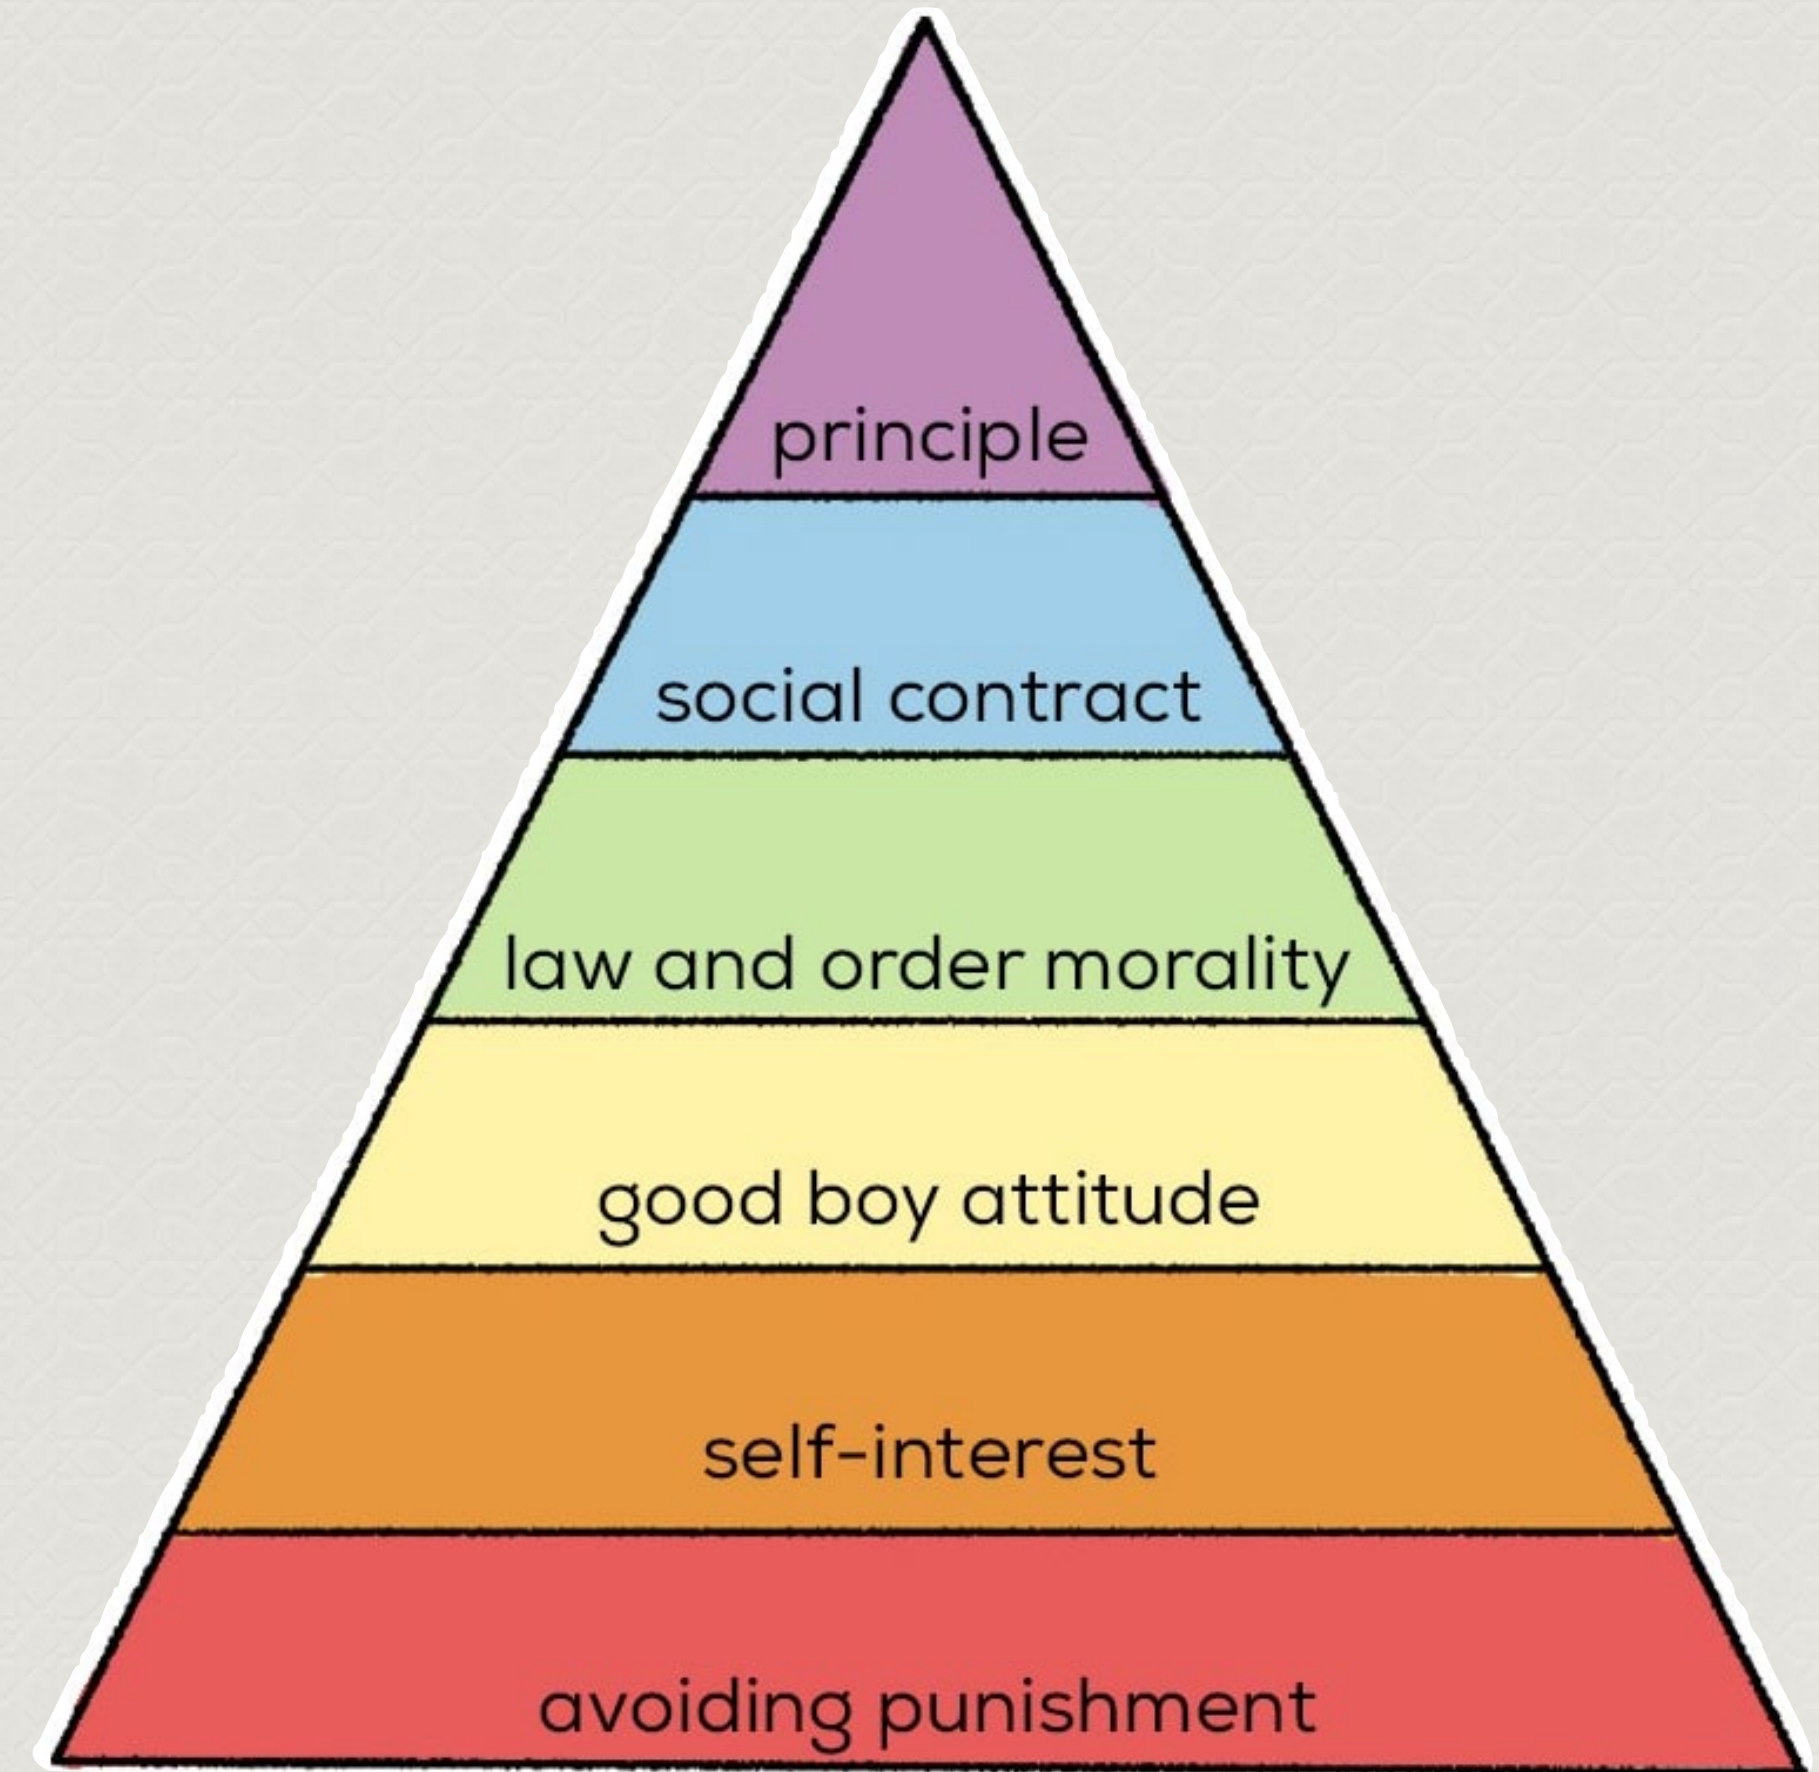 principle
social contract
law and order morality
good boy attitude
self-interest
avoiding punishment